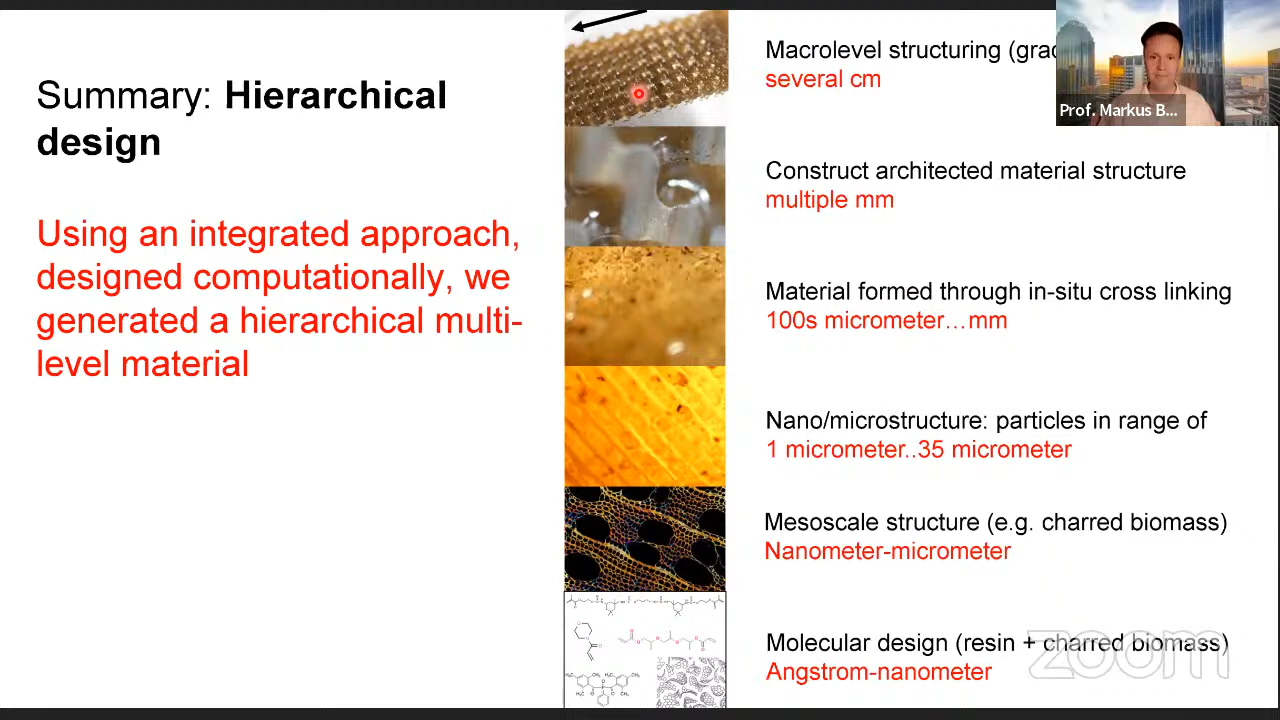 Summary: Hierarchical
design
Using an integrated approach,
designed computationally, we
generated a hierarchical multi-
level material
Macrolevel structuring (grad
several cm
Prof. Markus B...
Construct architected material structure
multiple mm
Material formed through in-situ cross linking
100s micrometer…mm
Nano/microstructure: particles in range of
1 micrometer..35 micrometer
Mesoscale structure (e.g. charred biomass)
Nanometer-micrometer
Molecular design (resin + charred biomass)
Angstrom-nanometer
zoom